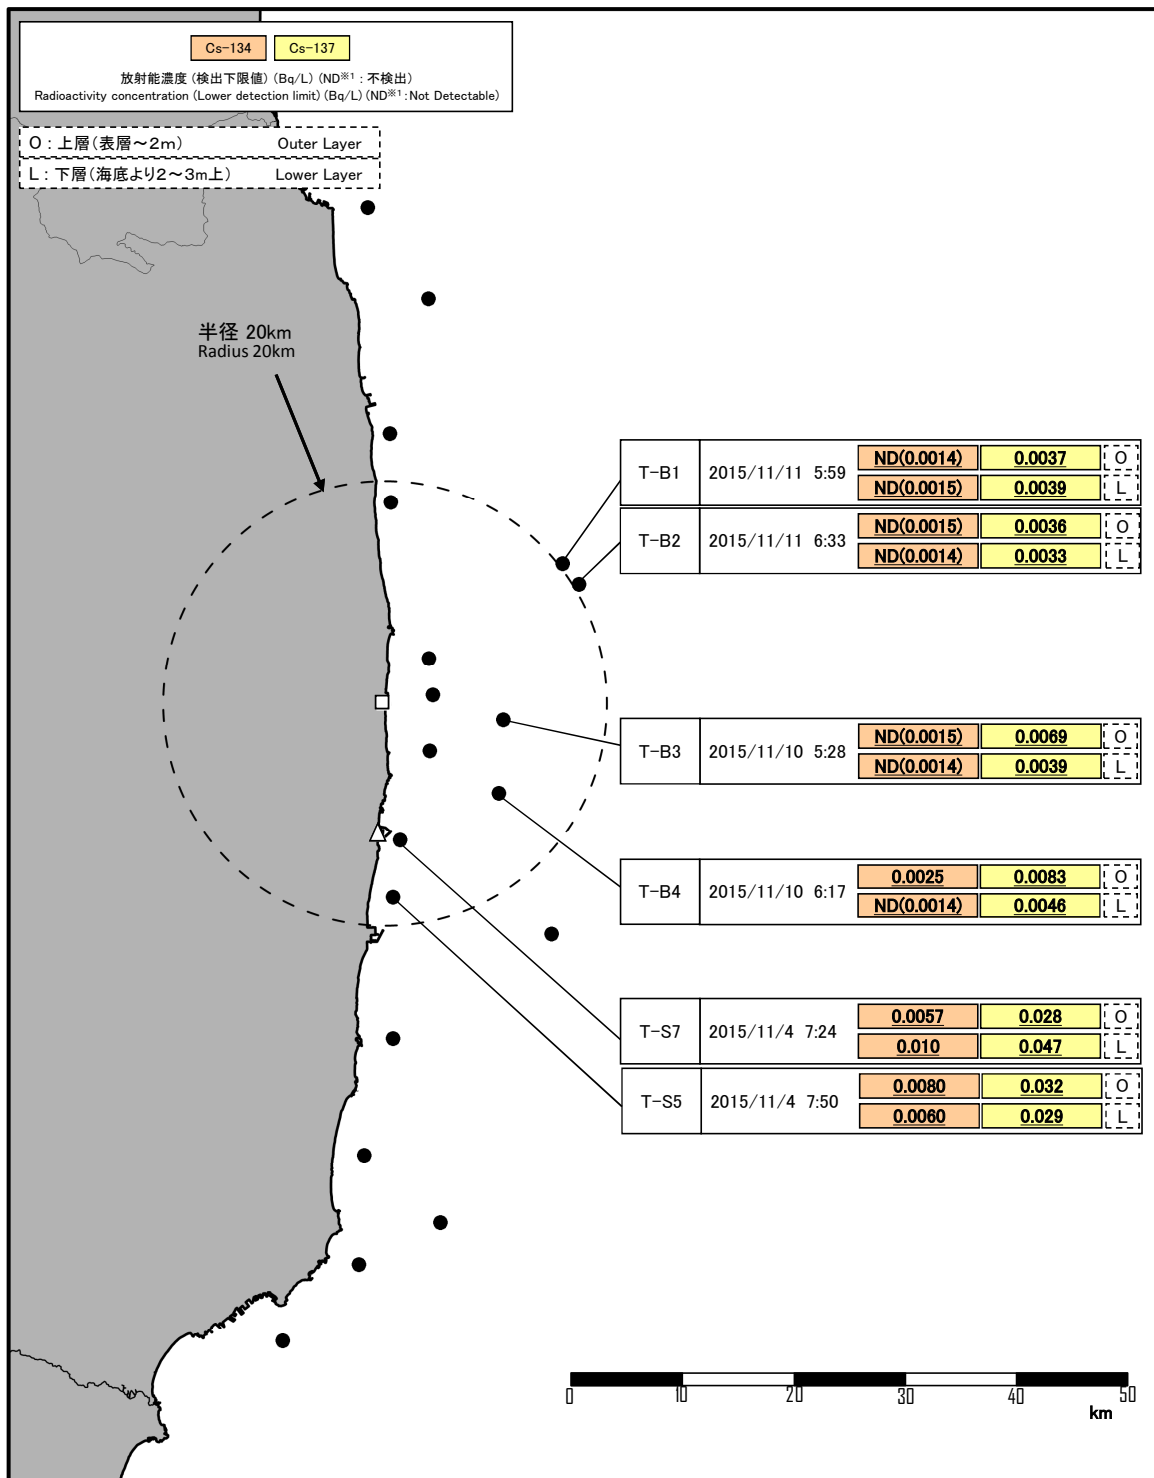 Cs-134 Cs-137
放射能濃度 (検出下限値) (Bq/L) (ND※1 : 不検出)
Radioactivity concentration (Lower detection limit) (Bq/L) (ND※1 : Not Detectable)
O : 上層(表層～2m) Outer Layer
L : 下層(海底より2～3m上) Lower Layer
半径 20km
Radius 20km
T-B1 2015/11/11 5:59
ND(0.0014) 0.0037 O
ND(0.0015) 0.0039 L
T-B2 2015/11/11 6:33
ND(0.0015) 0.0036 O
ND(0.0014) 0.0033 L
T-B3 2015/11/10 5:28
ND(0.0015) 0.0069 O
ND(0.0014) 0.0039 L
T-B4 2015/11/10 6:17
0.0025 0.0083 O
ND(0.0014) 0.0046 L
T-S7 2015/11/4 7:24
0.0057 0.028 O
0.010 0.047 L
T-S5 2015/11/4 7:50
0.0080 0.032 O
0.0060 0.029 L
0 10 20 30 40 50
km